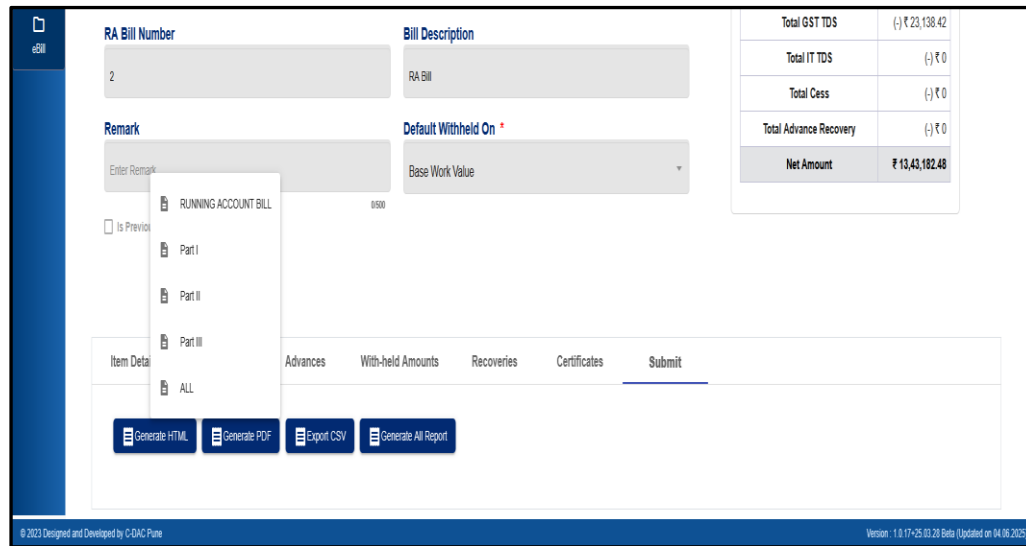 eBill
RA Bill Number
Bill Description
2
RA Bill
Remark
Default Withheld On *
Enter Remark
Base Work Value
0/500
Is Previou
RUNNING ACCOUNT BILL
Part I
Part II
Part III
ALL
Total GST TDS (-) ₹ 23,138.42
Total IT TDS (-) ₹ 0
Total Cess (-) ₹ 0
Total Advance Recovery (-) ₹ 0
Net Amount ₹ 13,43,182.48
Item Detai Advances With-held Amounts Recoveries Certificates Submit
Generate HTML Generate PDF Export CSV Generate All Report
© 2023 Designed and Developed by C-DAC Pune
Version : 1.0.17+25.03.28 Beta (Updated on 04.06.2025)